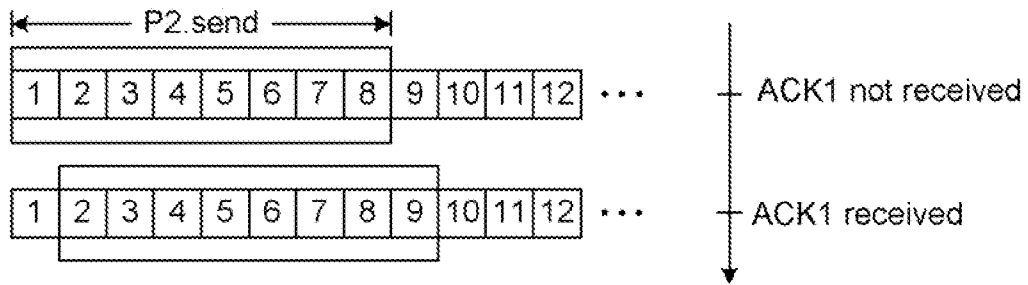 P2.send
1 2 3 4 5 6 7 8 9 10 11 12 ... ACK1 not received
1 2 3 4 5 6 7 8 9 10 11 12 ... ACK1 received